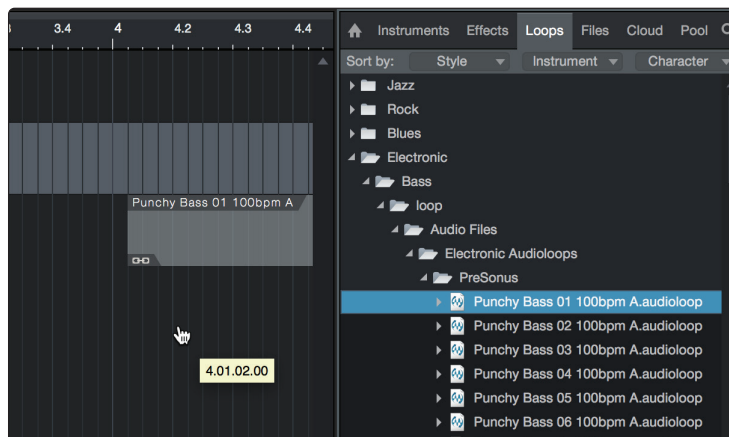 3.4 4 4.2 4.3 4.4
Punchy Bass 01 100bpm A
4.01.02.00
Instruments Effects Loops Files Cloud Pool
Sort by: Style Instrument Character
Jazz
Rock
Blues
Electronic
Bass
loop
Audio Files
Electronic Audioloops
PreSonus
Punchy Bass 01 100bpm A.audioloop
Punchy Bass 02 100bpm A.audioloop
Punchy Bass 03 100bpm A.audioloop
Punchy Bass 04 100bpm A.audioloop
Punchy Bass 05 100bpm A.audioloop
Punchy Bass 06 100bpm A.audioloop